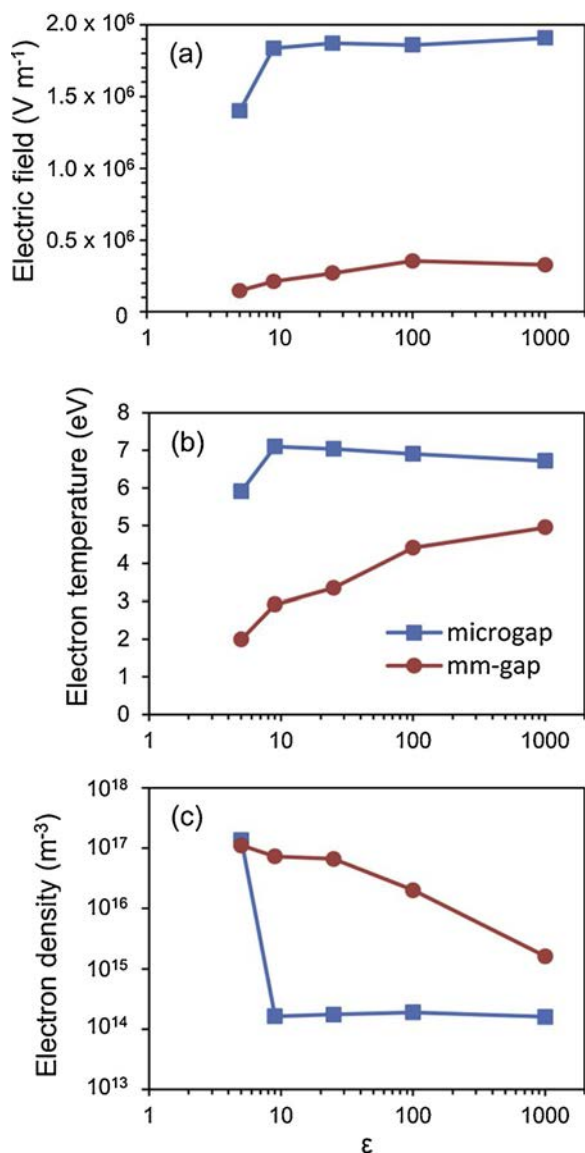 2.0 x 10⁶
(a)
1.5 x 10⁶
1.0 x 10⁶
0.5 x 10⁶
0
Electric field (V m⁻¹)
1 10 100 1000
8
(b)
7
6
5
4
3
2
1
0
Electron temperature (eV)
microgap
mm-gap
1 10 100 1000
10¹⁸
(c)
10¹⁷
10¹⁶
10¹⁵
10¹⁴
10¹³
Electron density (m⁻³)
1 10 100 1000
ε